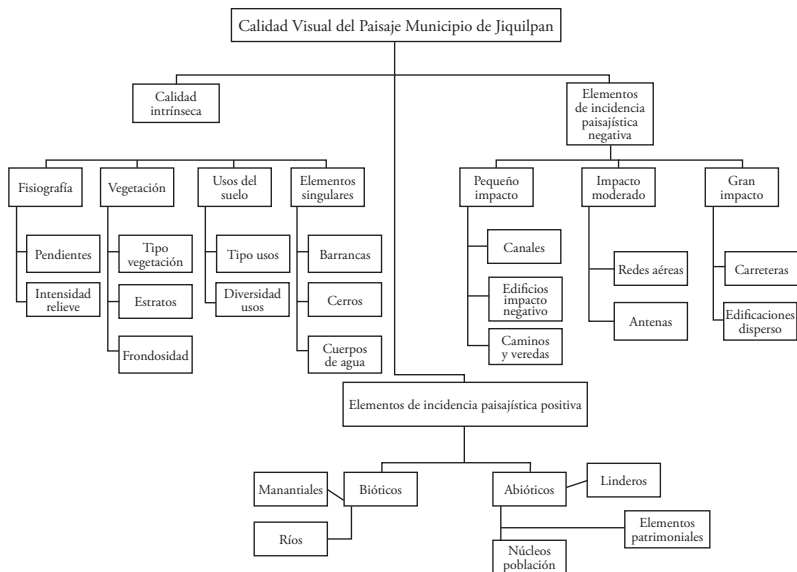 Calidad Visual del Paisaje Municipio de Jiquilpan
Calidad
intrínseca
Elementos
de incidencia
paisajística
negativa
Fisiografía
Vegetación
Usos del
suelo
Elementos
singulares
Pequeño
impacto
Impacto
moderado
Gran
impacto
Pendientes
Intensidad
relieve
Tipo
vegetación
Estratos
Frondosidad
Tipo usos
Diversidad
usos
Barrancas
Cerros
Cuerpos
de agua
Canales
Edificios
impacto
negativo
Caminos
y veredas
Redes aéreas
Antenas
Carreteras
Edificaciones
disperso
Elementos de incidencia paisajística positiva
Bióticos
Manantiales
Ríos
Abióticos
Linderos
Elementos
patrimoniales
Núcleos
población